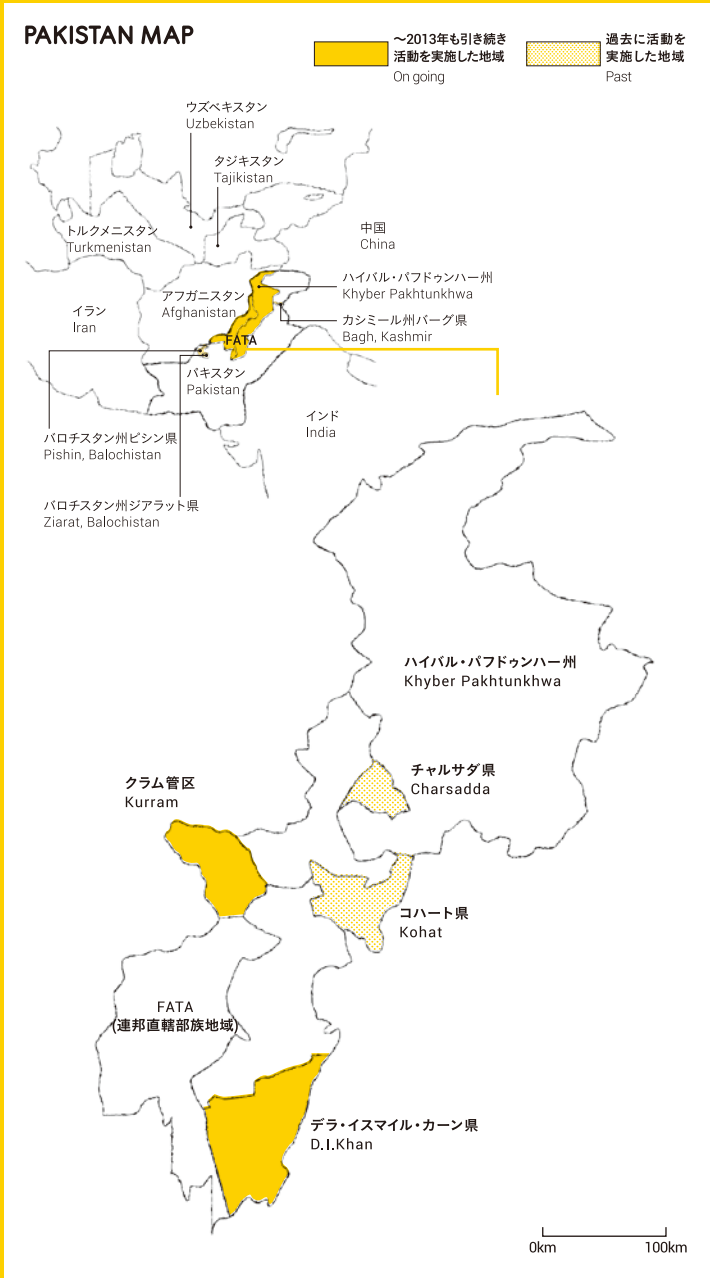 PAKISTAN MAP
～2013年も引き続き
活動を実施した地域
On going
過去に活動を
実施した地域
Past
ウズベキスタン
Uzbekistan
タジキスタン
Tajikistan
トルクメニスタン
Turkmenistan
中国
China
ハイバル・パフドゥンハー州
Khyber Pakhtunkhwa
アフガニスタン
Afghanistan
イラン
Iran
カシミール州バーグ県
Bagh, Kashmir
FATA
パキスタン
Pakistan
インド
India
バロチスタン州ピシン県
Pishin, Balochistan
バロチスタン州ジアラット県
Ziarat, Balochistan
ハイバル・パフドゥンハー州
Khyber Pakhtunkhwa
チャルサダ県
Charsadda
クラム管区
Kurram
コハート県
Kohat
FATA
(連邦直轄部族地域)
デラ・イスマイル・カーン県
D.I.Khan
0km 100km